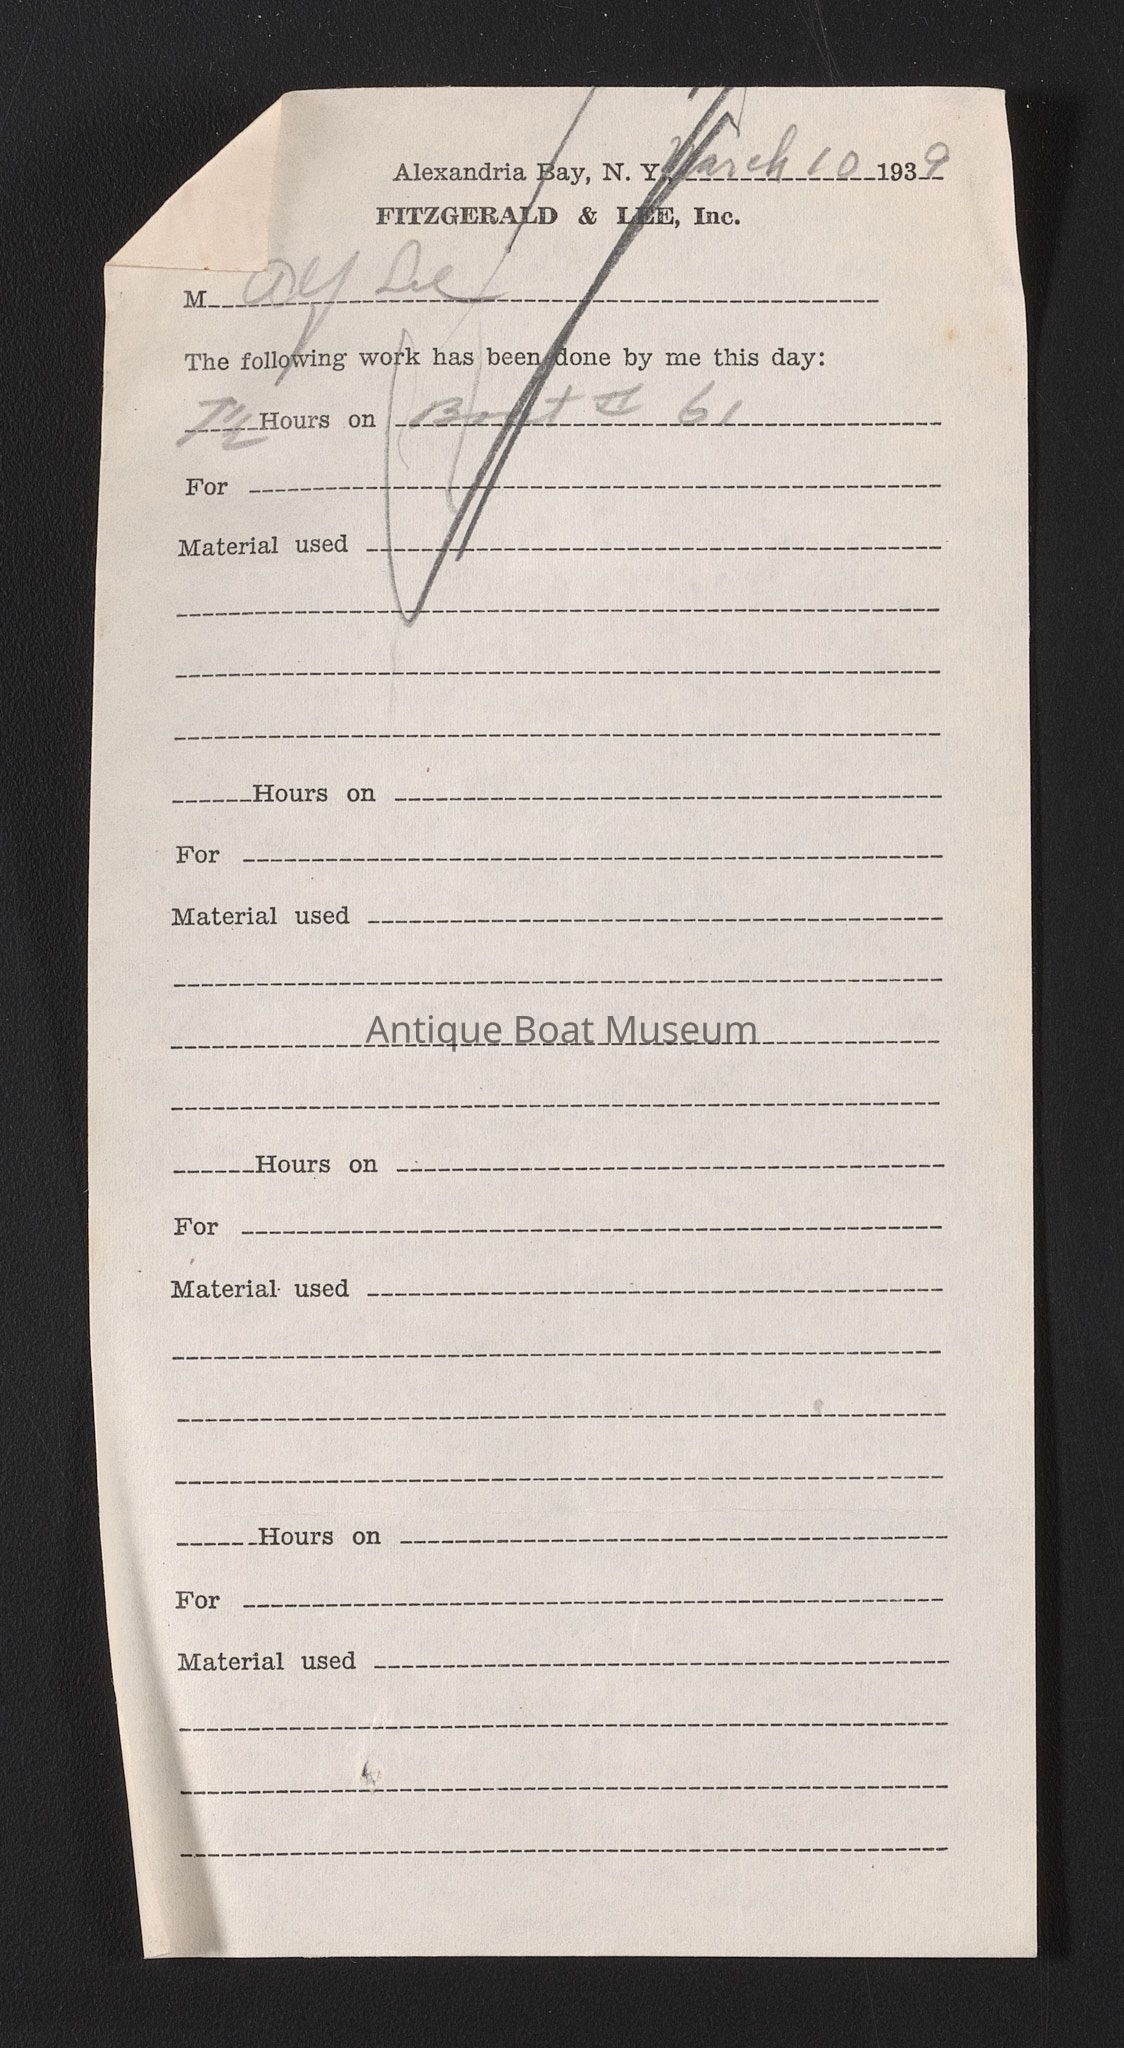 Alexandria Bay, N. Y., March 10 1939
FITZGERALD & LEE, Inc.
M Lee
The following work has been done by me this day:
Hours on Boat # 61
For
Material used
Hours on
For
Material used
Antique Boat Museum
Hours on
For
Material used
Hours on
For
Material used